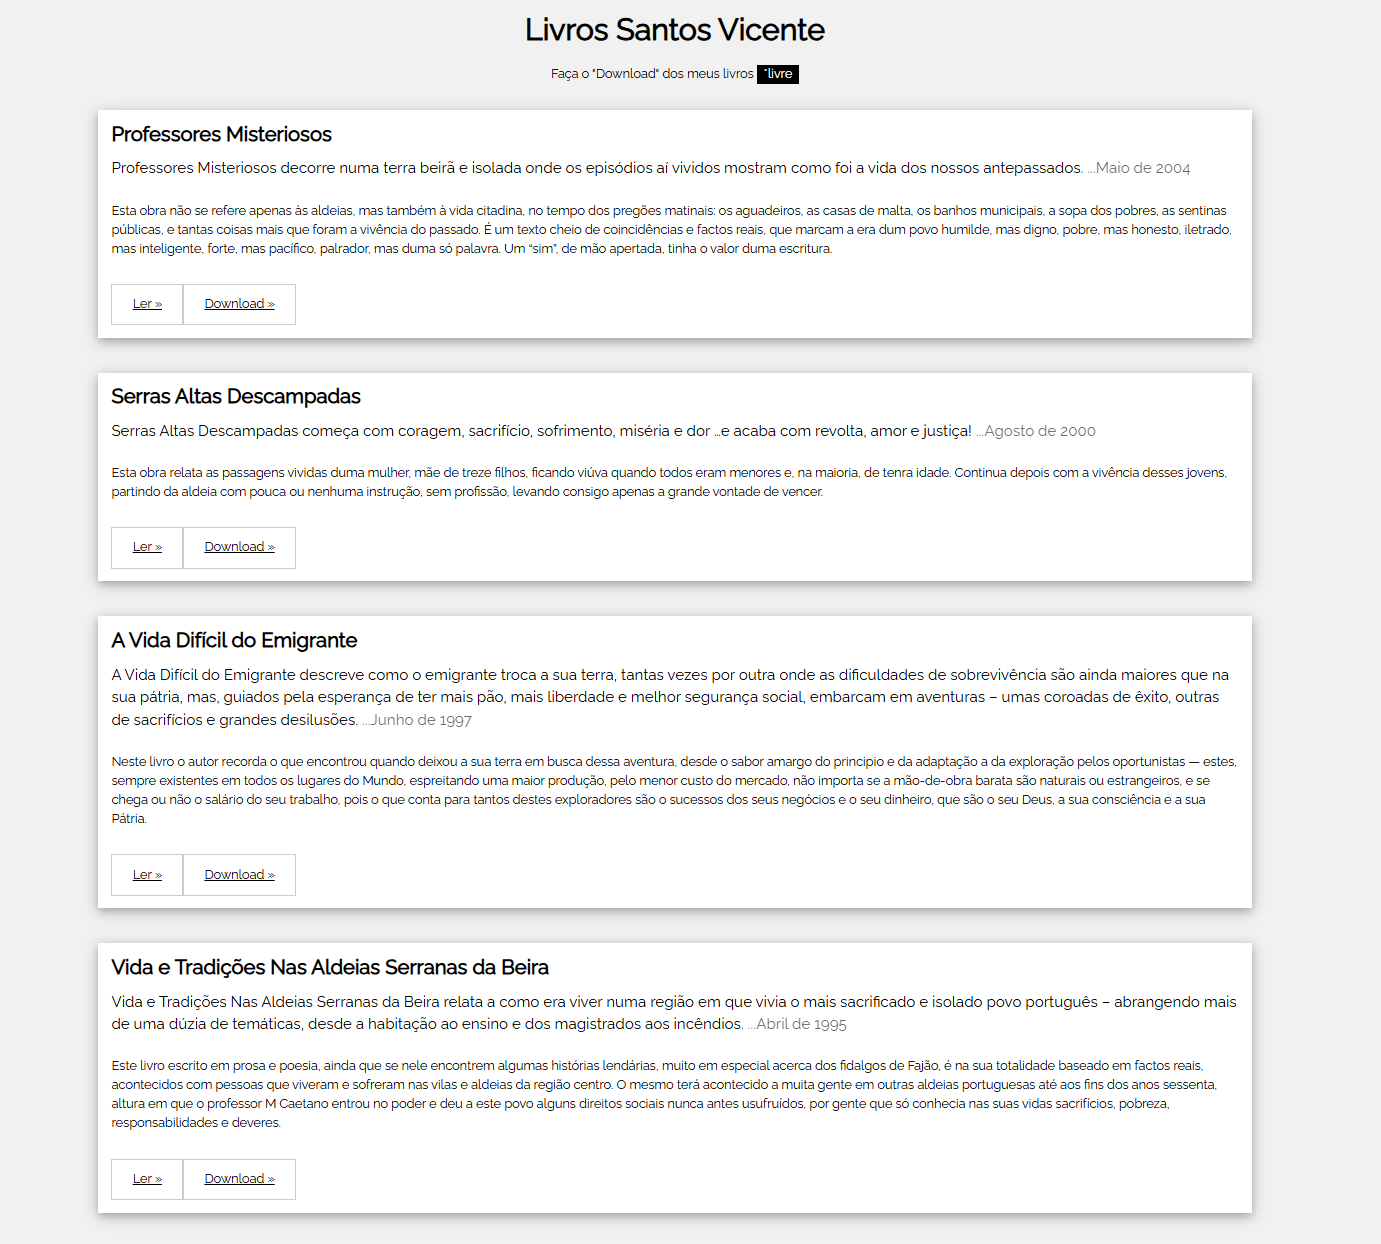 Livros Santos Vicente
Faça o "Download" dos meus livros *livre
Professores Misteriosos
Professores Misteriosos decorre numa terra beirã e isolada onde os episódios aí vividos mostram como foi a vida dos nossos antepassados. ...Maio de 2004
Esta obra não se refere apenas às aldeias, mas também à vida citadina, no tempo dos pregões matinais: os aguadeiros, as casas de malta, os banhos municipais, a sopa dos pobres, as sentinas
públicas, e tantas coisas mais que foram a vivência do passado. É um texto cheio de coincidências e factos reais, que marcam a era dum povo humilde, mas digno, pobre, mas honesto, iletrado,
mas inteligente, forte, mas pacífico, palrador, mas duma só palavra. Um “sim”, de mão apertada, tinha o valor duma escritura.
Ler » Download »
Serras Altas Descampadas
Serras Altas Descampadas começa com coragem, sacrifício, sofrimento, miséria e dor …e acaba com revolta, amor e justiça! ...Agosto de 2000
Esta obra relata as passagens vividas duma mulher, mãe de treze filhos, ficando viúva quando todos eram menores e, na maioria, de tenra idade. Continua depois com a vivência desses jovens,
partindo da aldeia com pouca ou nenhuma instrução, sem profissão, levando consigo apenas a grande vontade de vencer.
Ler » Download »
A Vida Difícil do Emigrante
A Vida Difícil do Emigrante descreve como o emigrante troca a sua terra, tantas vezes por outra onde as dificuldades de sobrevivência são ainda maiores que na
sua pátria, mas, guiados pela esperança de ter mais pão, mais liberdade e melhor segurança social, embarcam em aventuras – umas coroadas de êxito, outras
de sacrifícios e grandes desilusões. ...Junho de 1997
Neste livro o autor recorda o que encontrou quando deixou a sua terra em busca dessa aventura, desde o sabor amargo do principio e da adaptação a da exploração pelos oportunistas — estes,
sempre existentes em todos os lugares do Mundo, espreitando uma maior produção, pelo menor custo do mercado, não importa se a mão-de-obra barata são naturais ou estrangeiros, e se
chega ou não o salário do seu trabalho, pois o que conta para tantos destes exploradores são o sucessos dos seus negócios e o seu dinheiro, que são o seu Deus, a sua consciência e a sua
Pátria.
Ler » Download »
Vida e Tradições Nas Aldeias Serranas da Beira
Vida e Tradições Nas Aldeias Serranas da Beira relata a como era viver numa região em que vivia o mais sacrificado e isolado povo português – abrangendo mais
de uma dúzia de temáticas, desde a habitação ao ensino e dos magistrados aos incêndios. ...Abril de 1995
Este livro escrito em prosa e poesia, ainda que se nele encontrem algumas histórias lendárias, muito em especial acerca dos fidalgos de Fajão, é na sua totalidade baseado em factos reais,
acontecidos com pessoas que viveram e sofreram nas vilas e aldeias da região centro. O mesmo terá acontecido a muita gente em outras aldeias portuguesas até aos fins dos anos sessenta,
altura em que o professor M Caetano entrou no poder e deu a este povo alguns direitos sociais nunca antes usufruídos, por gente que só conhecia nas suas vidas sacrifícios, pobreza,
responsabilidades e deveres.
Ler » Download »